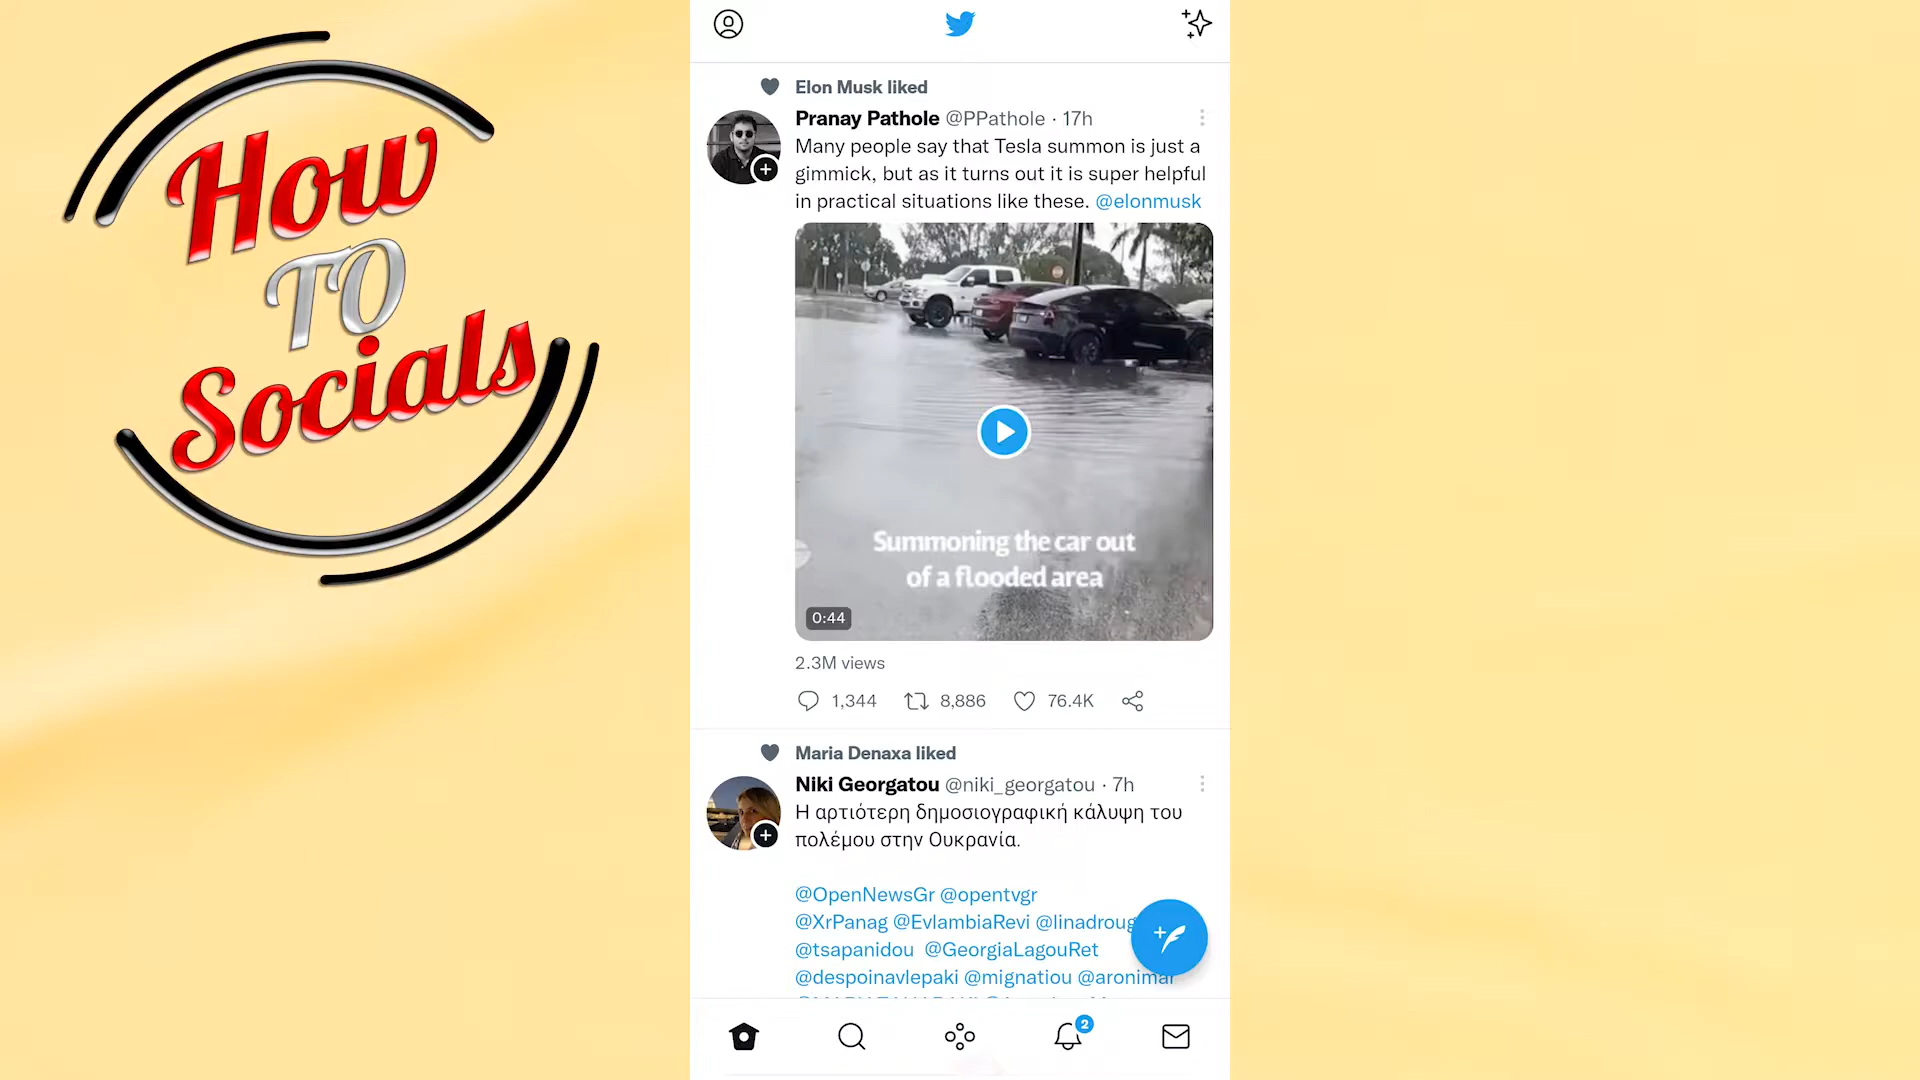 How
TO
Socials
Elon Musk liked
Pranay Pathole @PPathole · 17h
Many people say that Tesla summon is just a
gimmick, but as it turns out it is super helpful
in practical situations like these. @elonmusk
Summoning the car out
of a flooded area
0:44
2.3M views
1,344 8,886 76.4K
Maria Denaxa liked
Niki Georgatou @niki_georgatou · 7h
Η αρτιότερη δημοσιογραφική κάλυψη του
πολέμου στην Ουκρανία.
@OpenNewsGr @opentvgr
@XrPanag @EvlambiaRevi @linadroug
@tsapanidou @GeorgiaLagouRet
@despoinavlepaki @mignatiou @aronimar
2